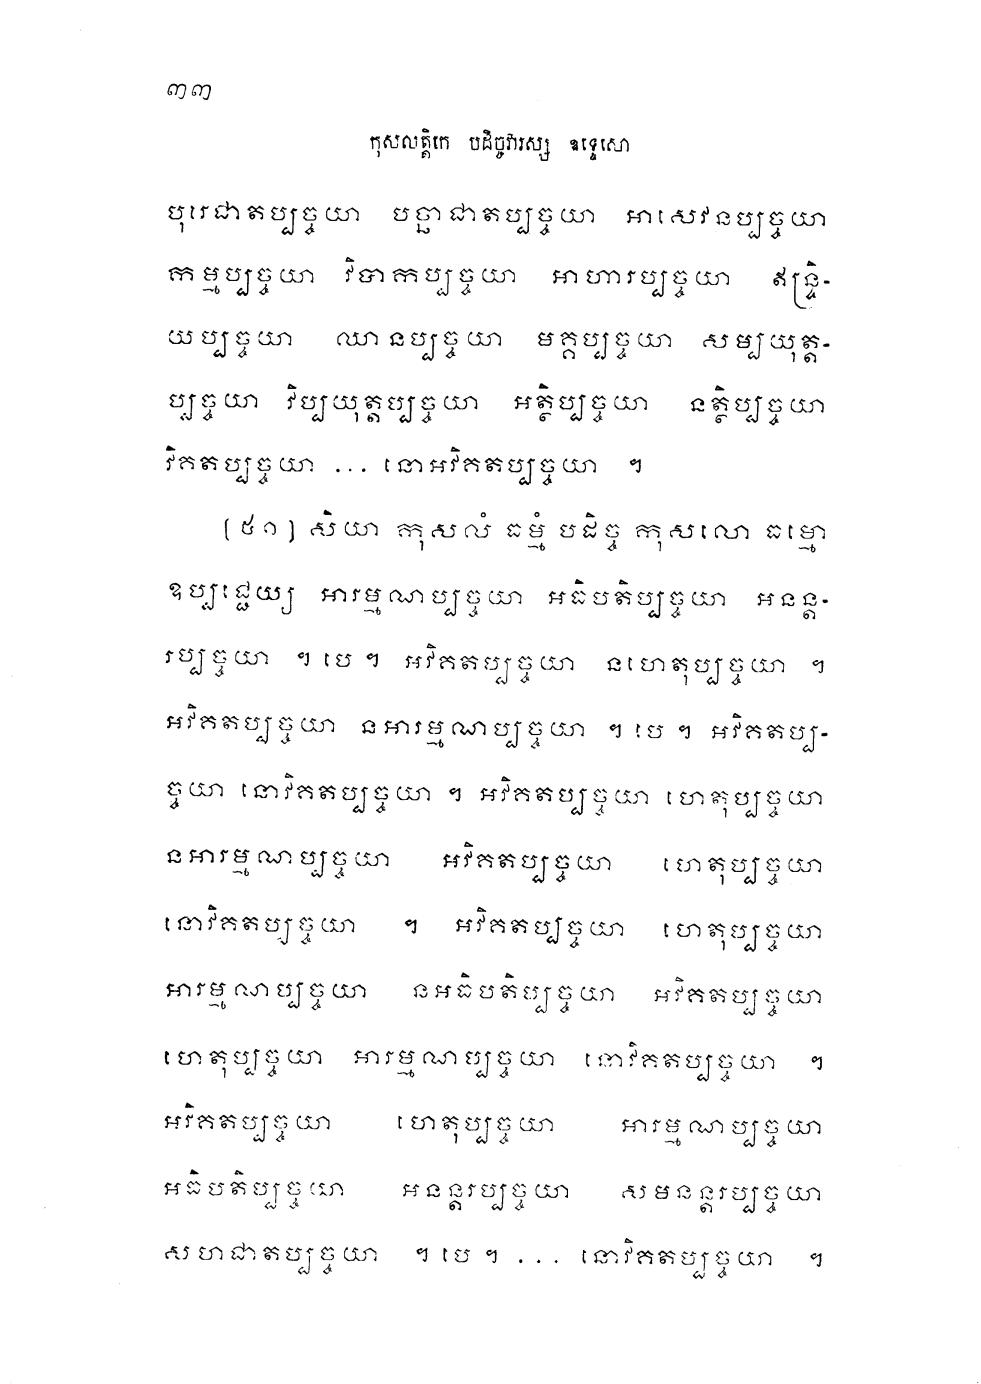 ៣៣
កុសលត្តិកេ បដិច្ចវារស្ស ឧទ្ទេសោ
បុរេជាតប្បច្ចយា បច្ឆាជាតប្បច្ចយា អាសេវនប្បច្ចយា
កម្មប្បច្ចយា វិបាកប្បច្ចយា អាហារប្បច្ចយា ឥន្ទ្រិ-
យប្បច្ចយា ឈានប្បច្ចយា មគ្គប្បច្ចយា សម្បយុត្ត-
ប្បច្ចយា វិប្បយុត្តប្បច្ចយា អត្ថិប្បច្ចយា នត្ថិប្បច្ចយា
វិគតប្បច្ចយា ... នោអវិគតប្បច្ចយា ។
(៥១) សិយា កុសលំ ធម្មំ បដិច្ច កុសលោ ធម្មោ
ឧប្បជ្ជេយ្យ អារម្មណប្បច្ចយា អធិបតិប្បច្ចយា អនន្ត-
រប្បច្ចយា ។ បេ ។ អវិគតប្បច្ចយា នហេតុប្បច្ចយា ។
អវិគតប្បច្ចយា នអារម្មណប្បច្ចយា ។ បេ ។ អវិគតប្ប-
ច្ចយា នោវិគតប្បច្ចយា ។ អវិគតប្បច្ចយា ហេតុប្បច្ចយា
នអារម្មណប្បច្ចយា អវិគតប្បច្ចយា ហេតុប្បច្ចយា
នោវិគតប្បច្ចយា ។ អវិគតប្បច្ចយា ហេតុប្បច្ចយា
អារម្មណប្បច្ចយា នអធិបតិប្បច្ចយា អវិគតប្បច្ចយា
ហេតុប្បច្ចយា អារម្មណប្បច្ចយា នោវិគតប្បច្ចយា ។
អវិគតប្បច្ចយា ហេតុប្បច្ចយា អារម្មណប្បច្ចយា
អធិបតិប្បច្ចយា អនន្តរប្បច្ចយា សមនន្តរប្បច្ចយា
សហជាតប្បច្ចយា ។ បេ ។ ... នោវិគតប្បច្ចយា ។